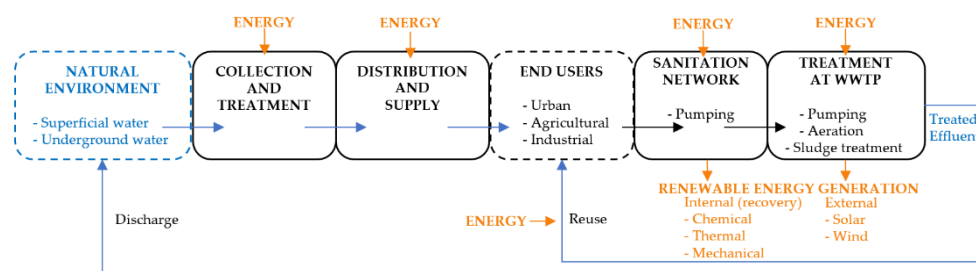 ENERGY
ENERGY
ENERGY
ENERGY
NATURAL
ENVIRONMENT
- Superficial water
- Underground water
COLLECTION
AND
TREATMENT
DISTRIBUTION
AND
SUPPLY
END USERS
- Urban
- Agricultural
- Industrial
SANITATION
NETWORK
- Pumping
TREATMENT
AT WWTP
- Pumping
- Aeration
- Sludge treatment
Treated
Effluen
RENEWABLE ENERGY GENERATION
Internal (recovery)
- Chemical
- Thermal
- Mechanical
External
- Solar
- Wind
Discharge
ENERGY
Reuse